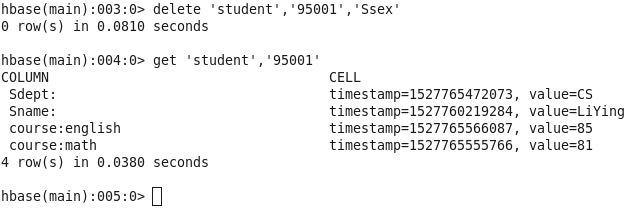 hbase(main):003:0> delete 'student','95001','Ssex'
0 row(s) in 0.0810 seconds
hbase(main):004:0> get 'student','95001'
COLUMN CELL
Sdept: timestamp=1527765472073, value=CS
Sname: timestamp=1527760219284, value=LiYing
course:english timestamp=1527765566087, value=85
course:math timestamp=1527765555766, value=81
4 row(s) in 0.0380 seconds
hbase(main):005:0>